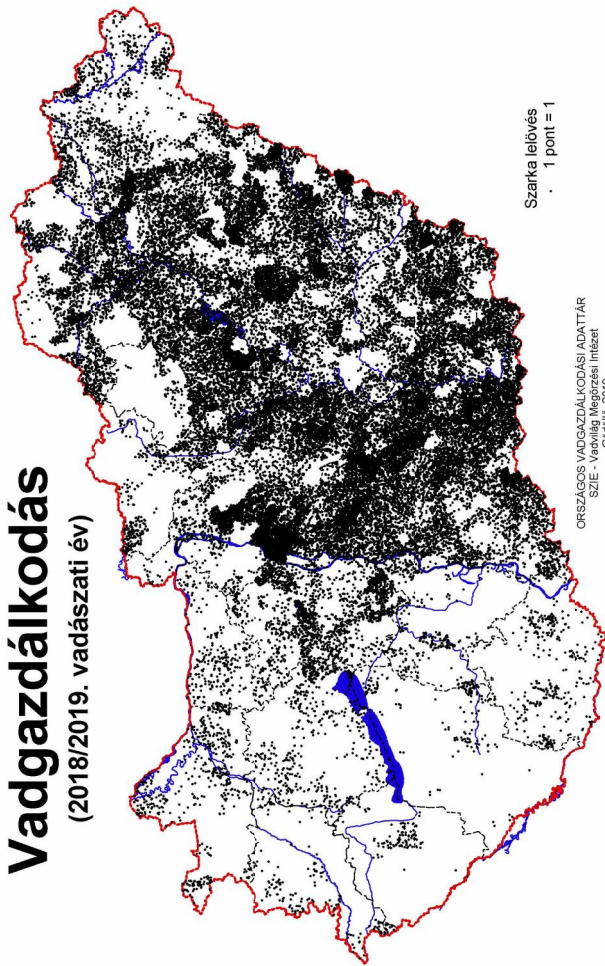 Vadgazdálkodás
(2018/2019. vadászati év)
Szarka lelövés
. 1 pont = 1
ORSZÁGOS VADGAZDÁLKODÁSI ADATTÁR
SZIE - Vadvilág Megőrzési Intézet